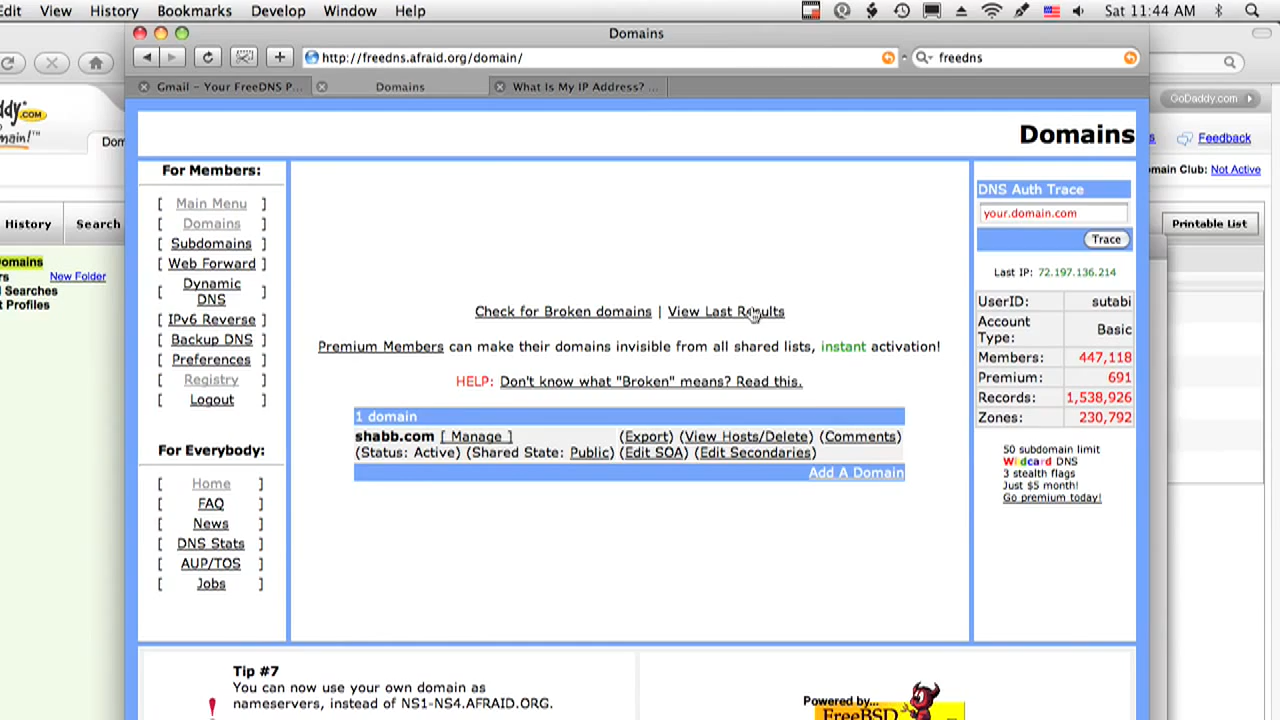 Edit View History Bookmarks Develop Window Help
Sat 11:44 AM
Domains
http://freedns.afraid.org/domain/
freedns
Gmail – Your FreeDNS P...
Domains
What Is My IP Address? ...
.COM
GoDaddy.com
Dom
Feedback
main Club: Not Active
History
Search
Printable List
omains
New Folder
Searches
t Profiles
Domains
For Members:
[ Main Menu ]
[ Domains ]
[ Subdomains ]
[ Web Forward ]
[ Dynamic DNS ]
[ IPv6 Reverse ]
[ Backup DNS ]
[ Preferences ]
[ Registry ]
[ Logout ]
For Everybody:
[ Home ]
[ FAQ ]
[ News ]
[ DNS Stats ]
[ AUP/TOS ]
[ Jobs ]
Check for Broken domains | View Last Results
Premium Members can make their domains invisible from all shared lists, instant activation!
HELP: Don't know what "Broken" means? Read this.
1 domain
shabb.com [ Manage ] (Export) (View Hosts/Delete) (Comments)
(Status: Active) (Shared State: Public) (Edit SOA) (Edit Secondaries)
Add A Domain
DNS Auth Trace
your.domain.com
Trace
Last IP: 72.197.136.214
UserID: sutabi
Account Type: Basic
Members: 447,118
Premium: 691
Records: 1,538,926
Zones: 230,792
50 subdomain limit
Wildcard DNS
3 stealth flags
Just $5 month!
Go premium today!
Tip #7
You can now use your own domain as
nameservers, instead of NS1-NS4.AFRAID.ORG.
Powered by...
FreeBSD